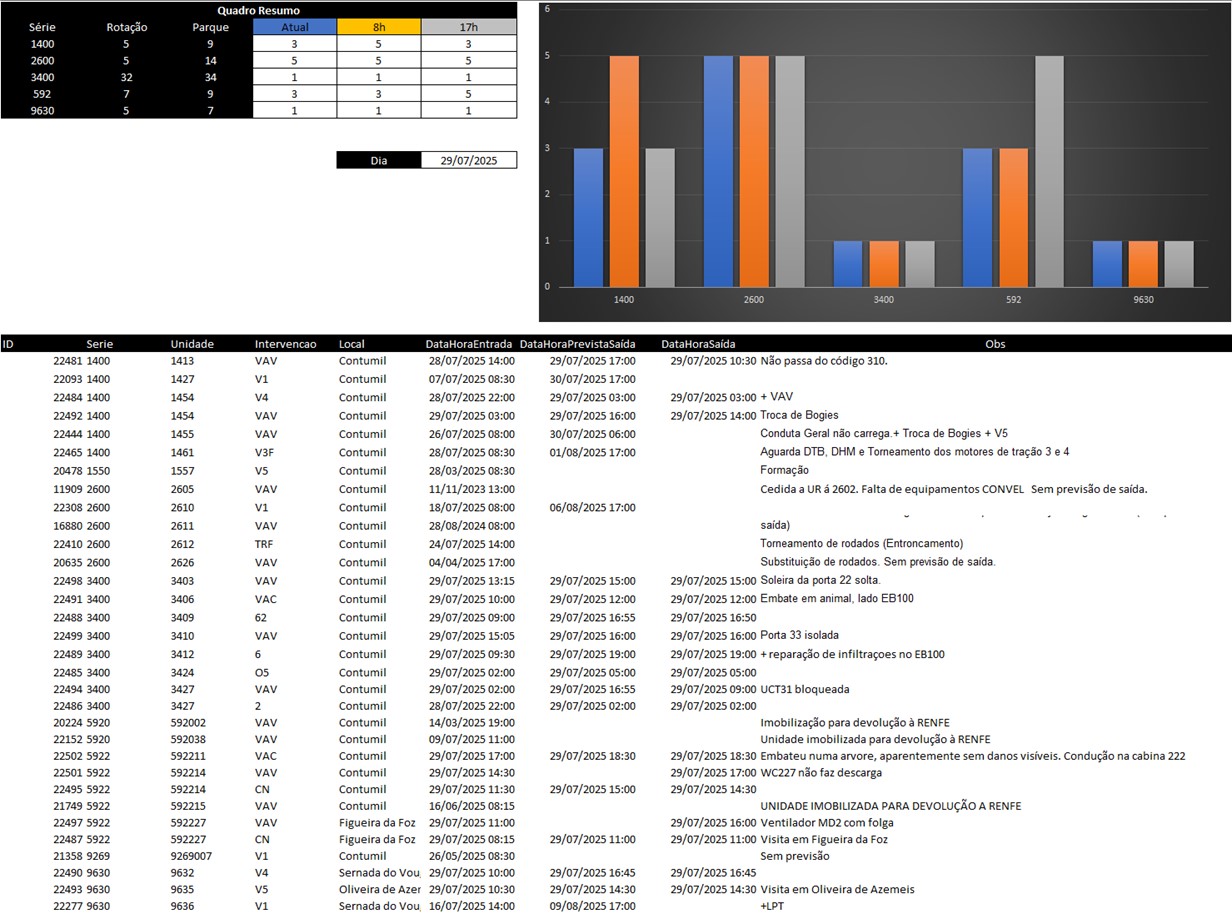 Quadro Resumo
Série Rotação Parque Atual 8h 17h
1400 5 9 3 5 3
2600 5 14 5 5 5
3400 32 34 1 1 1
592 7 9 3 3 5
9630 5 7 1 1 1
Dia 29/07/2025
6
5
4
3
2
1
0
1400 2600 3400 592 9630
ID Serie Unidade Intervencao Local DataHoraEntrada DataHoraPrevistaSaída DataHoraSaída Obs
22481 1400 1413 VAV Contumil 28/07/2025 14:00 29/07/2025 17:00 29/07/2025 10:30 Não passa do código 310.
22093 1400 1427 V1 Contumil 07/07/2025 08:30 30/07/2025 17:00
22484 1400 1454 V4 Contumil 28/07/2025 22:00 29/07/2025 03:00 29/07/2025 03:00 + VAV
22492 1400 1454 VAV Contumil 29/07/2025 03:00 29/07/2025 16:00 29/07/2025 14:00 Troca de Bogies
22444 1400 1455 VAV Contumil 26/07/2025 08:00 30/07/2025 06:00 Conduta Geral não carrega.+ Troca de Bogies + V5
22465 1400 1461 V3F Contumil 28/07/2025 08:30 01/08/2025 17:00 Aguarda DTB, DHM e Torneamento dos motores de tração 3 e 4
20478 1550 1557 V5 Contumil 28/03/2025 08:30 Formação
11909 2600 2605 VAV Contumil 11/11/2023 13:00 Cedida a UR á 2602. Falta de equipamentos CONVEL Sem previsão de saída.
22308 2600 2610 V1 Contumil 18/07/2025 08:00 06/08/2025 17:00
16880 2600 2611 VAV Contumil 28/08/2024 08:00 saída)
22410 2600 2612 TRF Contumil 24/07/2025 14:00 Torneamento de rodados (Entroncamento)
20635 2600 2626 VAV Contumil 04/04/2025 17:00 Substituição de rodados. Sem previsão de saída.
22498 3400 3403 VAV Contumil 29/07/2025 13:15 29/07/2025 15:00 29/07/2025 15:00 Soleira da porta 22 solta.
22491 3400 3406 VAC Contumil 29/07/2025 10:00 29/07/2025 12:00 29/07/2025 12:00 Embate em animal, lado EB100
22488 3400 3409 62 Contumil 29/07/2025 09:00 29/07/2025 16:55 29/07/2025 16:50
22499 3400 3410 VAV Contumil 29/07/2025 15:05 29/07/2025 16:00 29/07/2025 16:00 Porta 33 isolada
22489 3400 3412 6 Contumil 29/07/2025 09:30 29/07/2025 19:00 29/07/2025 19:00 + reparação de infiltraçoes no EB100
22485 3400 3424 O5 Contumil 29/07/2025 02:00 29/07/2025 05:00 29/07/2025 05:00
22494 3400 3427 VAV Contumil 29/07/2025 02:00 29/07/2025 16:55 29/07/2025 09:00 UCT31 bloqueada
22486 3400 3427 2 Contumil 28/07/2025 22:00 29/07/2025 02:00 29/07/2025 02:00
20224 5920 592002 VAV Contumil 14/03/2025 19:00 Imobilização para devolução à RENFE
22152 5920 592038 VAV Contumil 09/07/2025 11:00 Unidade imobilizada para devolução à RENFE
22502 5922 592211 VAC Contumil 29/07/2025 17:00 29/07/2025 18:30 29/07/2025 18:30 Embateu numa arvore, aparentemente sem danos visíveis. Condução na cabina 222
22501 5922 592214 VAV Contumil 29/07/2025 14:30 29/07/2025 17:00 WC227 não faz descarga
22495 5922 592214 CN Contumil 29/07/2025 11:30 29/07/2025 15:00 29/07/2025 14:30
21749 5922 592215 VAV Contumil 16/06/2025 08:15 UNIDADE IMOBILIZADA PARA DEVOLUÇÃO A RENFE
22497 5922 592227 VAV Figueira da Foz 29/07/2025 11:00 29/07/2025 16:00 Ventilador MD2 com folga
22487 5922 592227 CN Figueira da Foz 29/07/2025 08:15 29/07/2025 11:00 29/07/2025 11:00 Visita em Figueira da Foz
21358 9269 9269007 V1 Contumil 26/05/2025 08:30 Sem previsão
22490 9630 9632 V4 Sernada do Vou 29/07/2025 10:00 29/07/2025 16:45 29/07/2025 16:45
22493 9630 9635 V5 Oliveira de Azer 29/07/2025 10:30 29/07/2025 14:30 29/07/2025 14:30 Visita em Oliveira de Azemeis
22277 9630 9636 V1 Sernada do Vou 16/07/2025 14:00 09/08/2025 17:00 +LPT